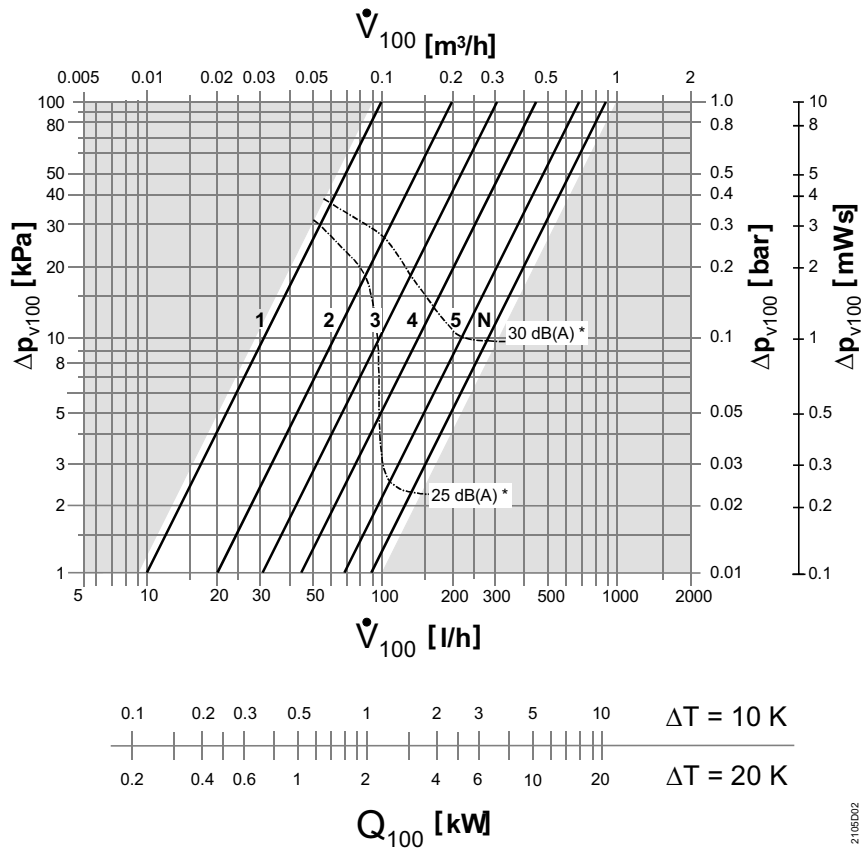 V̇100 [m³/h]
0.005 0.01 0.02 0.03 0.05 0.1 0.2 0.3 0.5 1 2
100 1.0 10
80 0.8 8
50 0.5 5
40 0.4 4
30 0.3 3
20 0.2 2
10 0.1 1
8
5 0.05 0.5
3 0.03 0.3
2 0.02 0.2
1 0.01 0.1
Δpv100 [kPa]
Δpv100 [bar]
Δpv100 [mWs]
1 2 3 4 5 N
30 dB(A) *
25 dB(A) *
5 10 20 30 50 100 200 300 500 1000 2000
V̇100 [l/h]
0.1 0.2 0.3 0.5 1 2 3 5 10 ΔT = 10 K
0.2 0.4 0.6 1 2 4 6 10 20 ΔT = 20 K
Q100 [kW]
2105D02